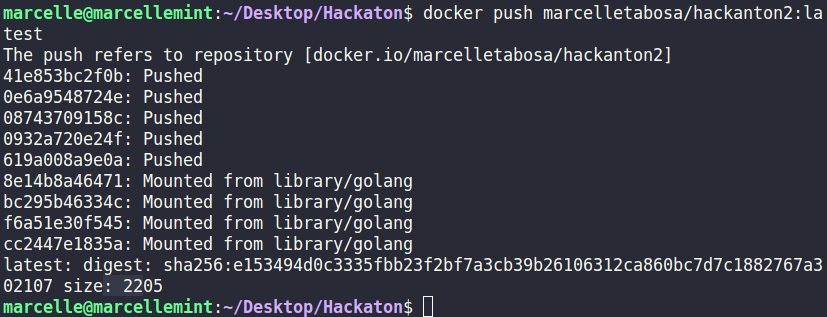 marcelle@marcellemint:~/Desktop/Hackaton$ docker push marcelletabosa/hackanton2:la
test
The push refers to repository [docker.io/marcelletabosa/hackanton2]
41e853bc2f0b: Pushed
0e6a9548724e: Pushed
08743709158c: Pushed
0932a720e24f: Pushed
619a008a9e0a: Pushed
8e14b8a46471: Mounted from library/golang
bc295b46334c: Mounted from library/golang
f6a51e30f545: Mounted from library/golang
cc2447e1835a: Mounted from library/golang
latest: digest: sha256:e153494d0c3335fbb23f2bf7a3cb39b26106312ca860bc7d7c1882767a3
02107 size: 2205
marcelle@marcellemint:~/Desktop/Hackaton$